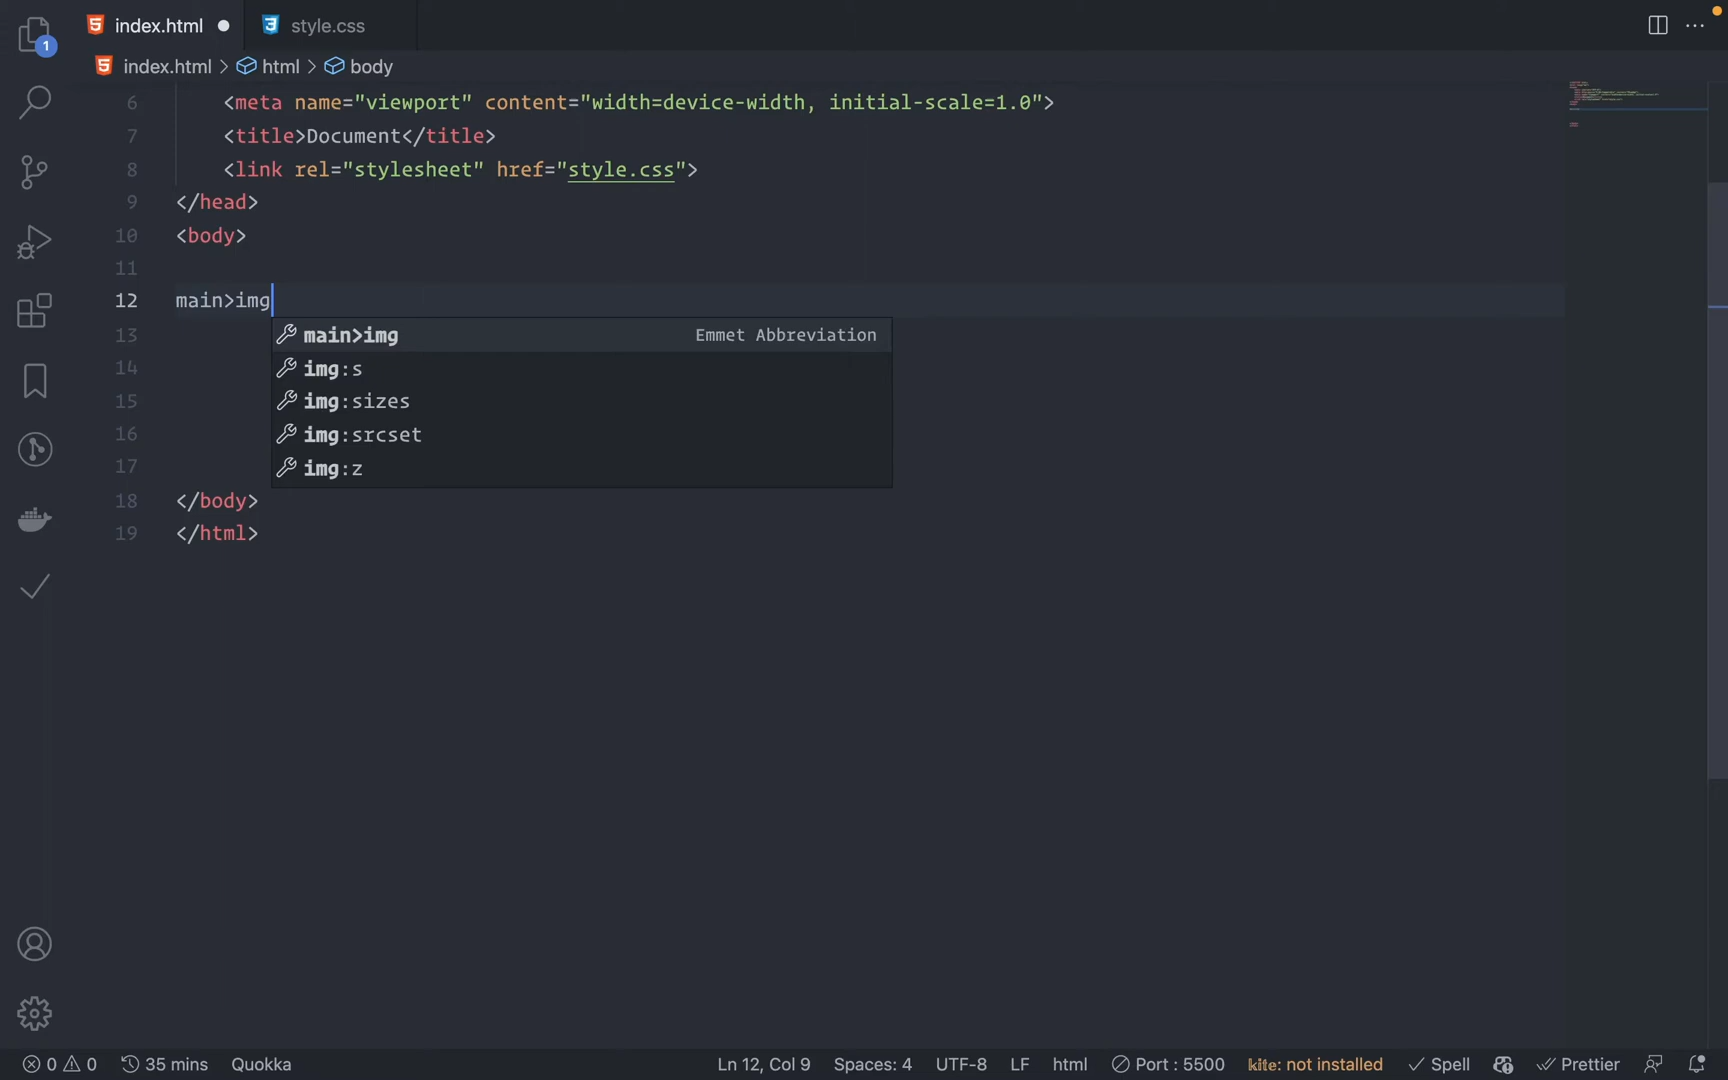 index.html style.css
1
index.html > html > body
6 <meta name="viewport" content="width=device-width, initial-scale=1.0">
7 <title>Document</title>
8 <link rel="stylesheet" href="style.css">
9 </head>
10 <body>
11
12 main>img
13 main>img Emmet Abbreviation
14 img:s
15 img:sizes
16 img:srcset
17 img:z
18 </body>
19 </html>
0 0 35 mins Quokka Ln 12, Col 9 Spaces: 4 UTF-8 LF html Port : 5500 kite: not installed Spell Prettier